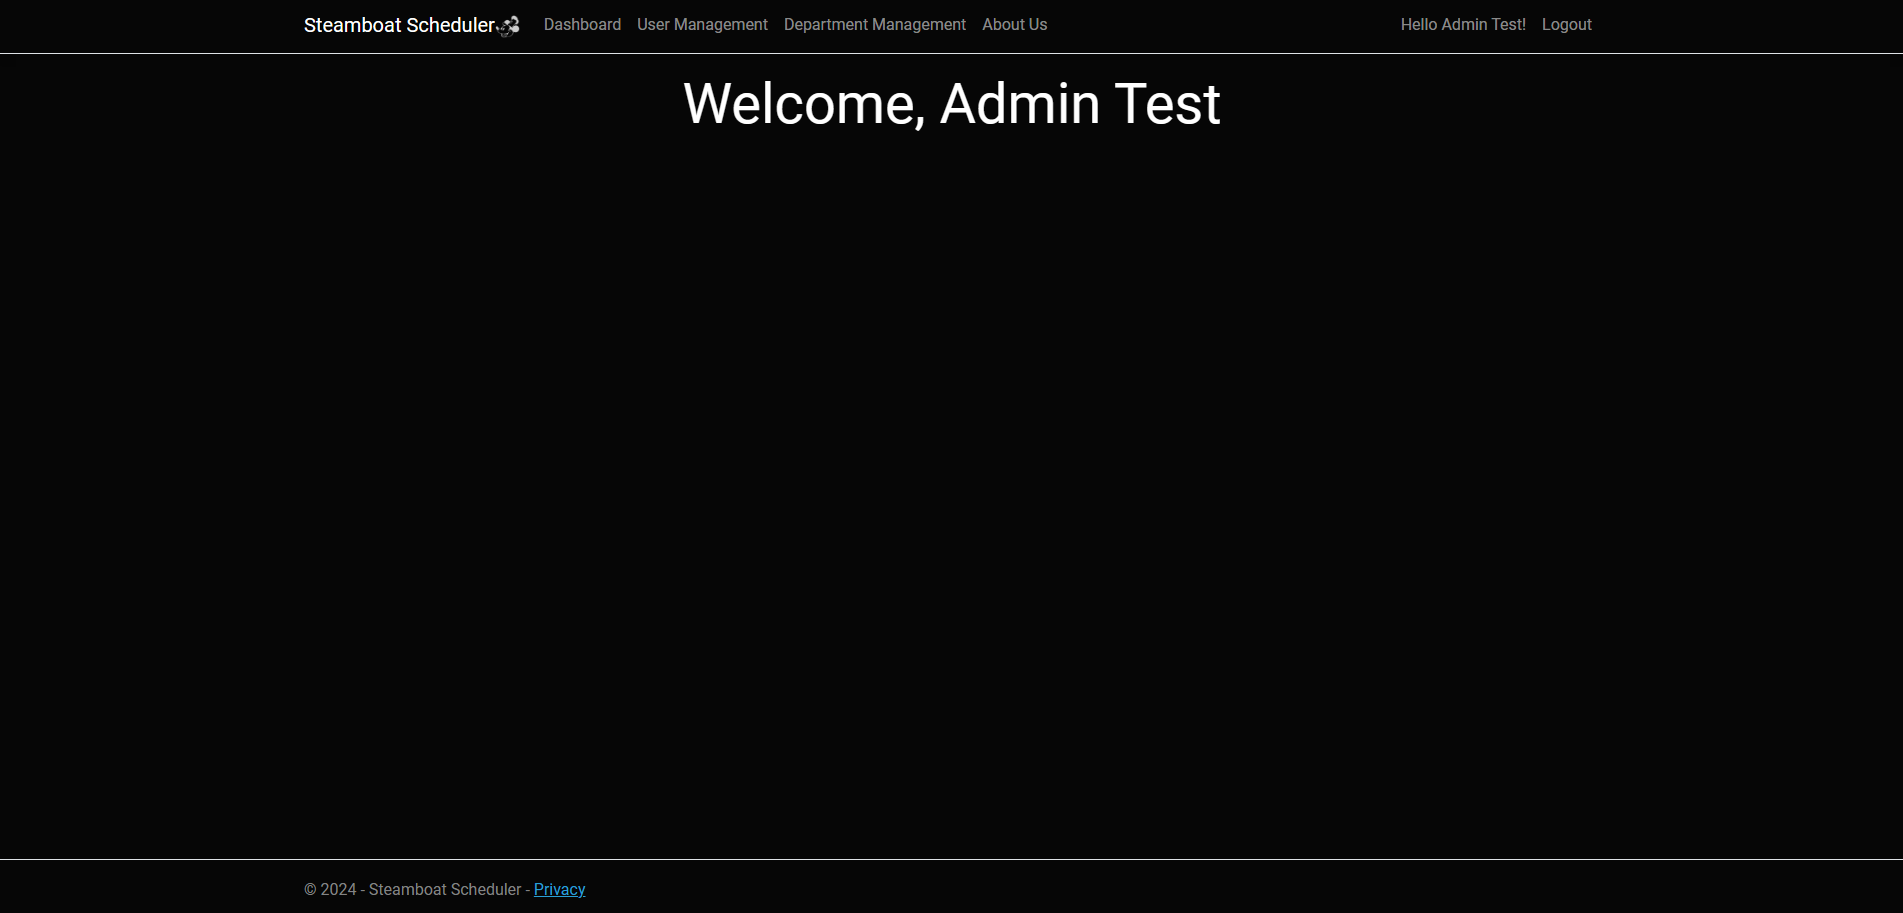 Steamboat Scheduler Dashboard User Management Department Management About Us Hello Admin Test! Logout
Welcome, Admin Test
© 2024 - Steamboat Scheduler - Privacy